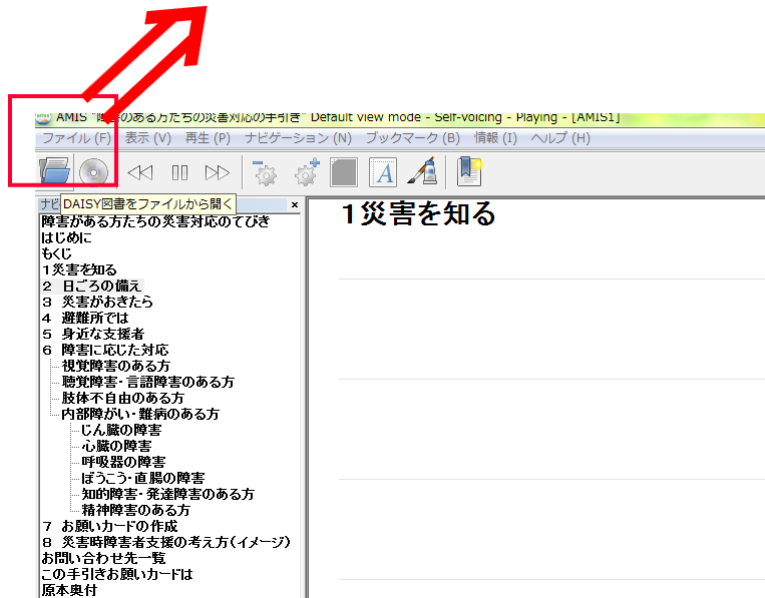 AMIS "障害のある方たちの災害対応の手引き" Default view mode - Self-voicing - Playing - [AMIS1]
ファイル (F) 表示 (V) 再生 (P) ナビゲーション (N) ブックマーク (B) 情報 (I) ヘルプ (H)
A
ナビ
DAISY図書をファイルから開く
×
障害がある方たちの災害対応のてびき
はじめに
もくじ
1災害を知る
2 日ごろの備え
3 災害がおきたら
4 避難所では
5 身近な支援者
6 障害に応じた対応
視覚障害のある方
聴覚障害・言語障害のある方
肢体不自由のある方
内部障がい・難病のある方
じん臓の障害
心臓の障害
呼吸器の障害
ぼうこう・直腸の障害
知的障害・発達障害のある方
精神障害のある方
7 お願いカードの作成
8 災害時障害者支援の考え方(イメージ)
お問い合わせ先一覧
この手引きお願いカードは
原本奥付
1災害を知る